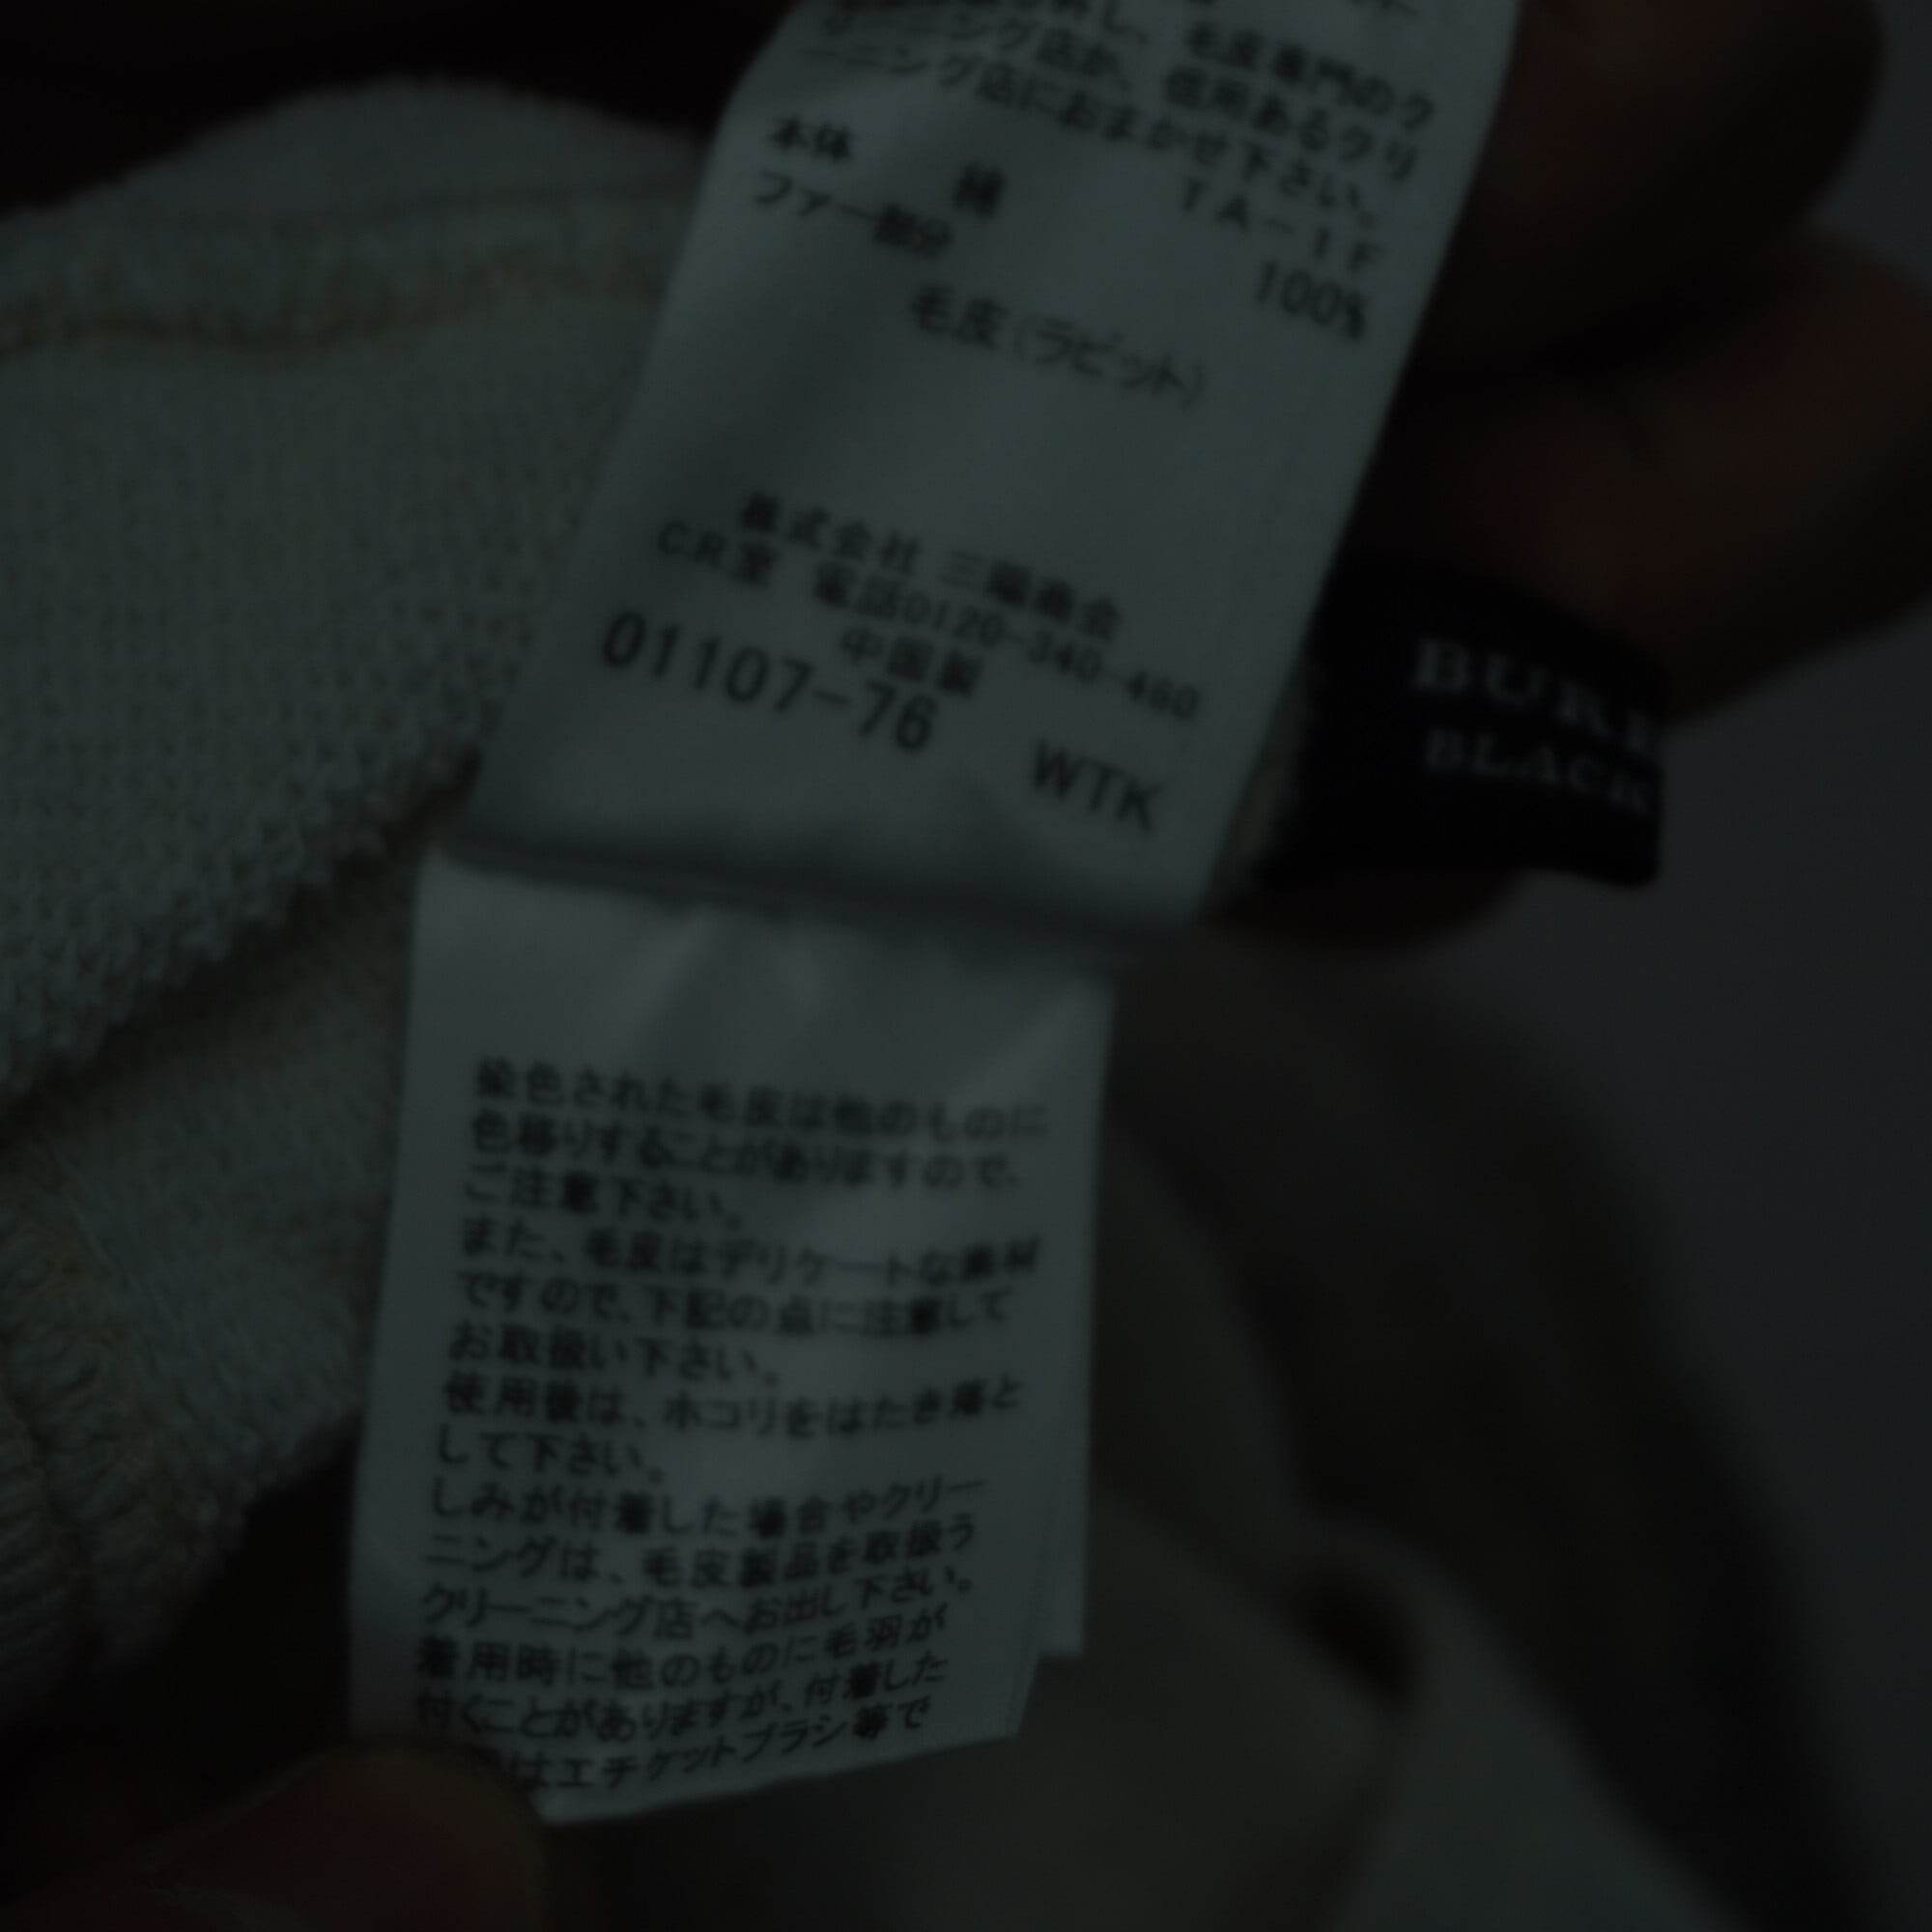 し、毛皮専門のク
ーニング店か、信用あるクリ
ーニング店におまかせ下さい。
TA-1F
本体 綿 100%
ファー部分
毛皮(ラビット)
株式会社 三陽商会
C.R室 電話0120-340-460
中国製
01107-76 WTK
BUR
BLACK
染色された毛皮は他のものに
色移りすることがありますので、
ご注意下さい。
また、毛皮はデリケートな素材
ですので、下記の点に注意して
お取扱い下さい。
使用後は、ホコリをはたき落と
して下さい。
しみが付着した場合やクリー
ニングは、毛皮製品を取扱う
クリーニング店へお出し下さい。
着用時に他のものに毛羽が
付くことがありますが、付着した
はエチケットブラシ等で